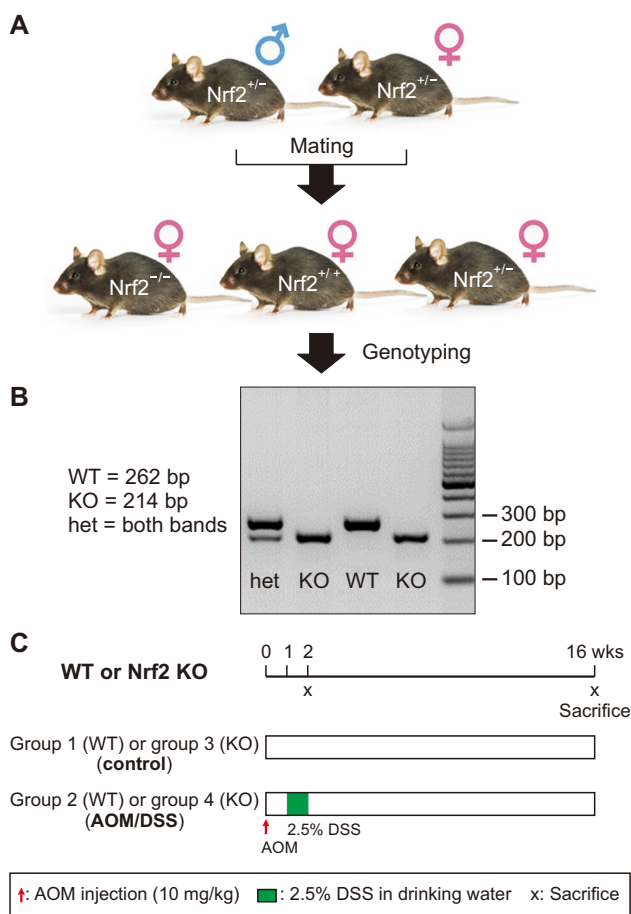 A
♂ ♀
Nrf2+/– Nrf2+/–
Mating
♀ ♀ ♀
Nrf2–/– Nrf2+/+ Nrf2+/–
Genotyping
B
WT = 262 bp
KO = 214 bp
het = both bands
300 bp
200 bp
100 bp
het KO WT KO
C
WT or Nrf2 KO
0 1 2 16 wks
x x
Sacrifice
Group 1 (WT) or group 3 (KO)
(control)
Group 2 (WT) or group 4 (KO)
(AOM/DSS)
2.5% DSS
AOM
: AOM injection (10 mg/kg) : 2.5% DSS in drinking water x: Sacrifice